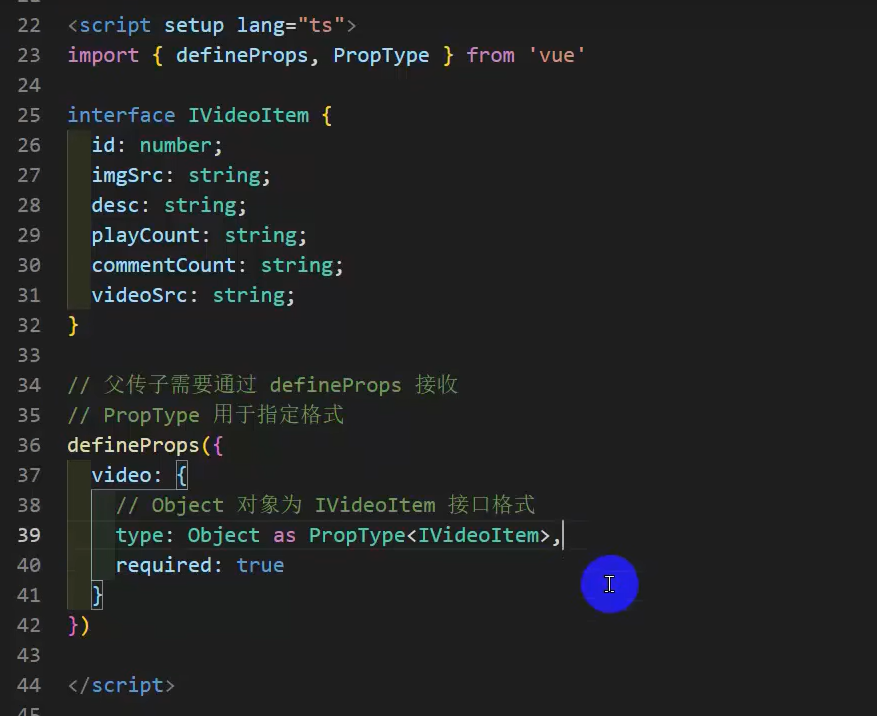 22 <script setup lang="ts">
23 import { defineProps, PropType } from 'vue'
24
25 interface IVideoItem {
26   id: number;
27   imgSrc: string;
28   desc: string;
29   playCount: string;
30   commentCount: string;
31   videoSrc: string;
32 }
33
34 // 父传子需要通过 defineProps 接收
35 // PropType 用于指定格式
36 defineProps({
37   video: {
38     // Object 对象为 IVideoItem 接口格式
39     type: Object as PropType<IVideoItem>,
40     required: true
41   }
42 })
43
44 </script>
45